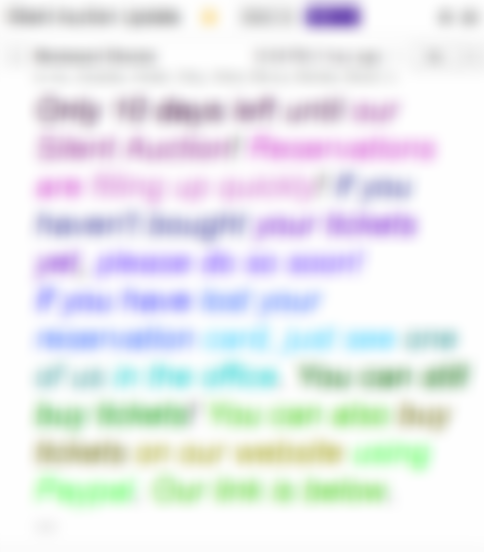 Silent Auction Update
Only 10 days left until our
Silent Auction! Reservations
are filling up quickly! If you
haven't bought your tickets
yet, please do so soon!
If you have lost your
reservation card, just see one
of us in the office. You can still
buy tickets! You can also buy
tickets on our website using
Paypal. Our link is below.